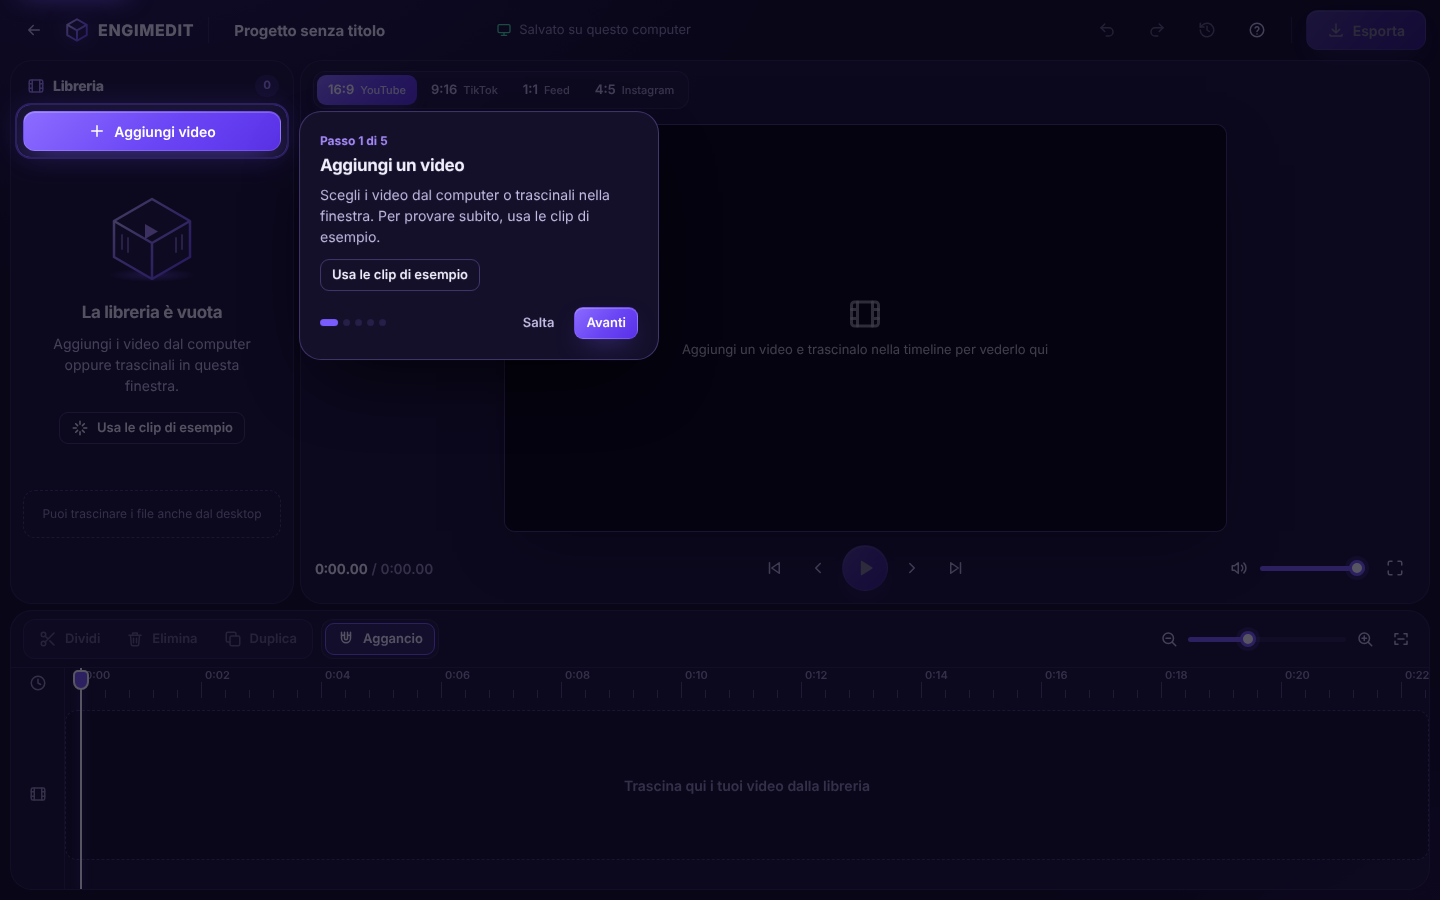 ENGIMEDIT
Progetto senza titolo
Salvato su questo computer
Esporta
Libreria
0
Aggiungi video
16:9 YouTube
9:16 TikTok
1:1 Feed
4:5 Instagram
Passo 1 di 5
Aggiungi un video
Scegli i video dal computer o trascinali nella
finestra. Per provare subito, usa le clip di
esempio.
Usa le clip di esempio
Salta
Avanti
La libreria è vuota
Aggiungi i video dal computer
oppure trascinali in questa
finestra.
Usa le clip di esempio
Puoi trascinare i file anche dal desktop
Aggiungi un video e trascinalo nella timeline per vederlo qui
0:00.00 / 0:00.00
Dividi
Elimina
Duplica
Aggancio
0:00
0:02
0:04
0:06
0:08
0:10
0:12
0:14
0:16
0:18
0:20
0:22
Trascina qui i tuoi video dalla libreria